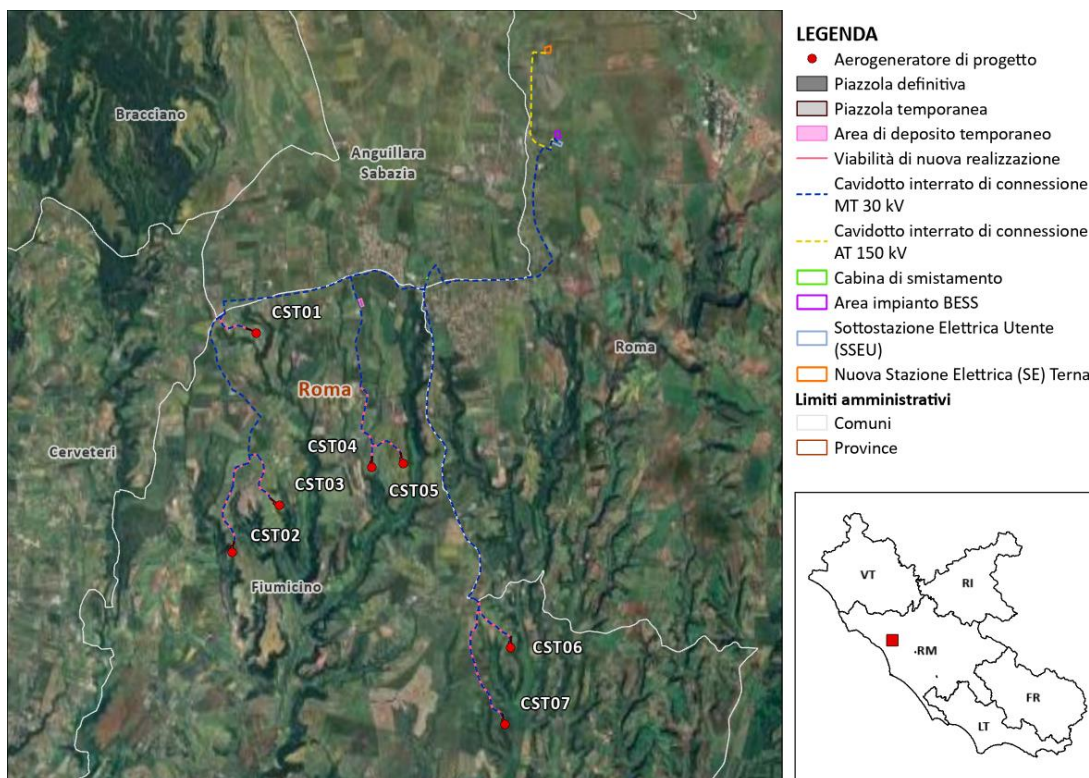 Bracciano
Anguillara
Sabazia
CST01
Roma
Roma
Cerveteri
CST04
CST05
CST03
CST02
Fiumicino
CST06
CST07
LEGENDA
Aerogeneratore di progetto
Piazzola definitiva
Piazzola temporanea
Area di deposito temporaneo
Viabilità di nuova realizzazione
Cavidotto interrato di connessione
MT 30 kV
Cavidotto interrato di connessione
AT 150 kV
Cabina di smistamento
Area impianto BESS
Sottostazione Elettrica Utente
(SSEU)
Nuova Stazione Elettrica (SE) Terna
Limiti amministrativi
Comuni
Province
VT
RI
RM
FR
LT